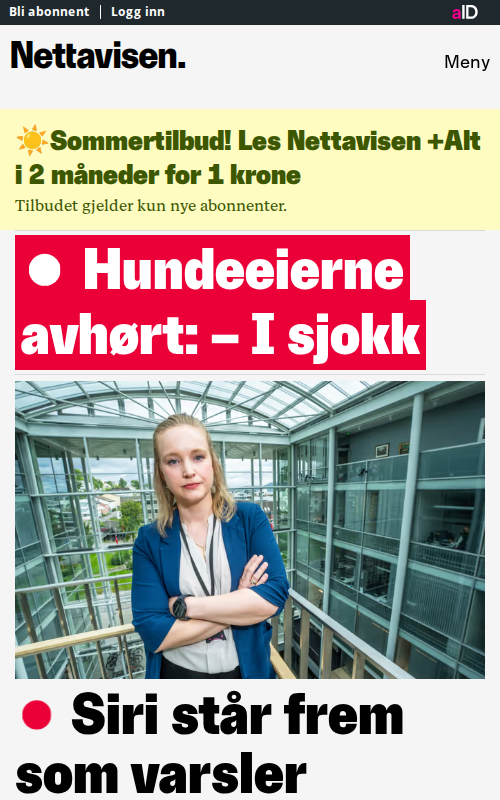 Bli abonnent
Logg inn
aID
Nettavisen.
Meny
Sommertilbud! Les Nettavisen +Alt
i 2 måneder for 1 krone
Tilbudet gjelder kun nye abonnenter.
Hundeeierne
avhørt: – I sjokk
Siri står frem
som varsler